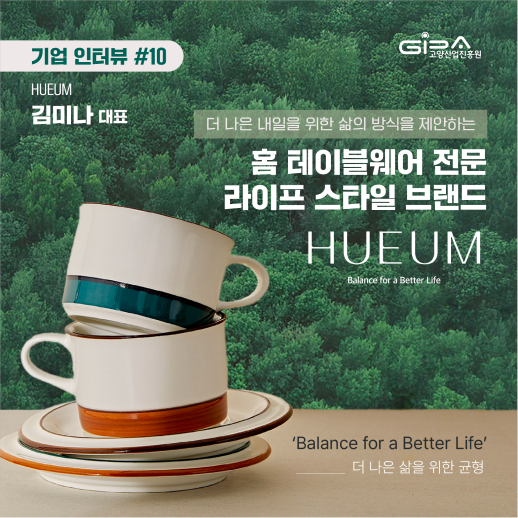 기업 인터뷰 #10
GIPA
고양산업진흥원
HUEUM
김미나 대표
더 나은 내일을 위한 삶의 방식을 제안하는
홈 테이블웨어 전문
라이프 스타일 브랜드
HUEUM
Balance for a Better Life
‘Balance for a Better Life’
더 나은 삶을 위한 균형